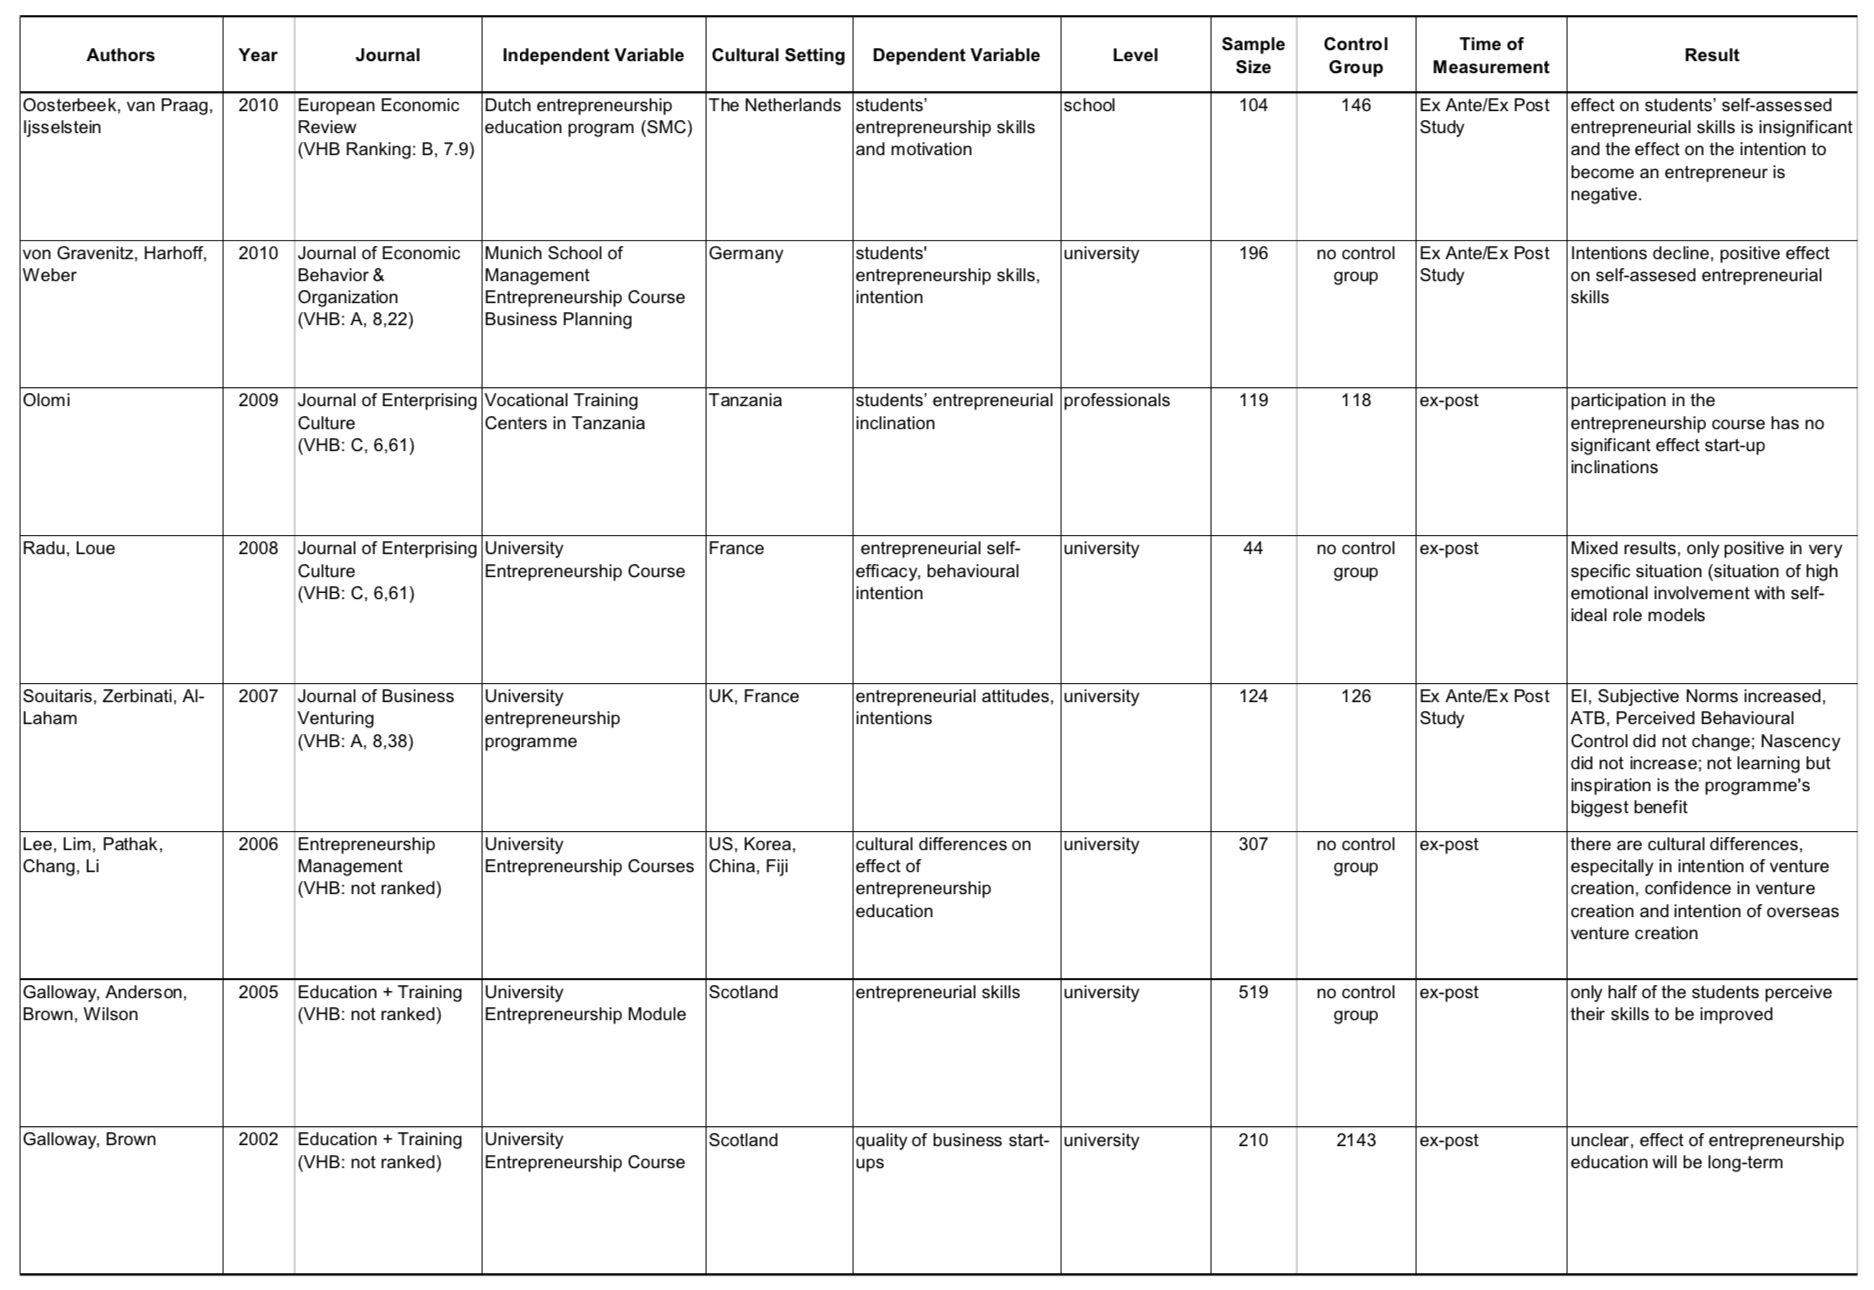 Authors
Year
Journal
Independent Variable
Cultural Setting
Dependent Variable
Level
Sample
Size
Control
Group
Time of
Measurement
Result
Oosterbeek, van Praag,
Ijsselstein
2010
European Economic
Review
(VHB Ranking: B, 7.9)
Dutch entrepreneurship
education program (SMC)
The Netherlands
students’
entrepreneurship skills
and motivation
school
104
146
Ex Ante/Ex Post
Study
effect on students’ self-assessed
entrepreneurial skills is insignificant
and the effect on the intention to
become an entrepreneur is
negative.
von Gravenitz, Harhoff,
Weber
2010
Journal of Economic
Behavior &
Organization
(VHB: A, 8,22)
Munich School of
Management
Entrepreneurship Course
Business Planning
Germany
students'
entrepreneurship skills,
intention
university
196
no control
group
Ex Ante/Ex Post
Study
Intentions decline, positive effect
on self-assesed entrepreneurial
skills
Olomi
2009
Journal of Enterprising
Culture
(VHB: C, 6,61)
Vocational Training
Centers in Tanzania
Tanzania
students’ entrepreneurial
inclination
professionals
119
118
ex-post
participation in the
entrepreneurship course has no
significant effect start-up
inclinations
Radu, Loue
2008
Journal of Enterprising
Culture
(VHB: C, 6,61)
University
Entrepreneurship Course
France
entrepreneurial self-
efficacy, behavioural
intention
university
44
no control
group
ex-post
Mixed results, only positive in very
specific situation (situation of high
emotional involvement with self-
ideal role models
Souitaris, Zerbinati, Al-
Laham
2007
Journal of Business
Venturing
(VHB: A, 8,38)
University
entrepreneurship
programme
UK, France
entrepreneurial attitudes,
intentions
university
124
126
Ex Ante/Ex Post
Study
EI, Subjective Norms increased,
ATB, Perceived Behavioural
Control did not change; Nascency
did not increase; not learning but
inspiration is the programme's
biggest benefit
Lee, Lim, Pathak,
Chang, Li
2006
Entrepreneurship
Management
(VHB: not ranked)
University
Entrepreneurship Courses
US, Korea,
China, Fiji
cultural differences on
effect of
entrepreneurship
education
university
307
no control
group
ex-post
there are cultural differences,
especitally in intention of venture
creation, confidence in venture
creation and intention of overseas
venture creation
Galloway, Anderson,
Brown, Wilson
2005
Education + Training
(VHB: not ranked)
University
Entrepreneurship Module
Scotland
entrepreneurial skills
university
519
no control
group
ex-post
only half of the students perceive
their skills to be improved
Galloway, Brown
2002
Education + Training
(VHB: not ranked)
University
Entrepreneurship Course
Scotland
quality of business start-
ups
university
210
2143
ex-post
unclear, effect of entrepreneurship
education will be long-term